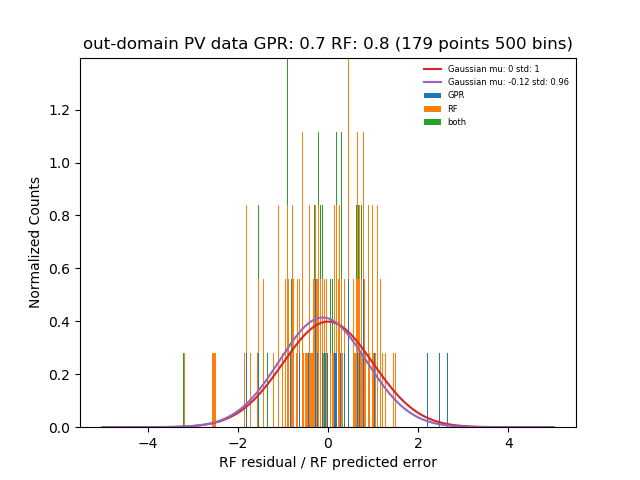 out-domain PV data GPR: 0.7 RF: 0.8 (179 points 500 bins)
Gaussian mu: 0 std: 1
Gaussian mu: -0.12 std: 0.96
GPR
RF
both
Normalized Counts
1.2
1.0
0.8
0.6
0.4
0.2
0.0
−4 −2 0 2 4
RF residual / RF predicted error